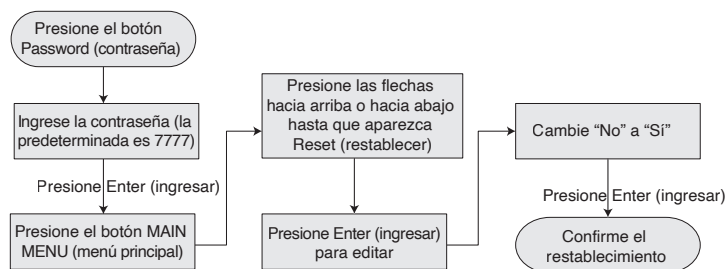 Presione el botón
Password (contraseña)
Ingrese la contraseña (la
predeterminada es 7777)
Presione Enter (ingresar)
Presione el botón MAIN
MENU (menú principal)
Presione las flechas
hacia arriba o hacia abajo
hasta que aparezca
Reset (restablecer)
Presione Enter (ingresar)
para editar
Cambie “No” a “Sí”
Presione Enter (ingresar)
Confirme el
restablecimiento